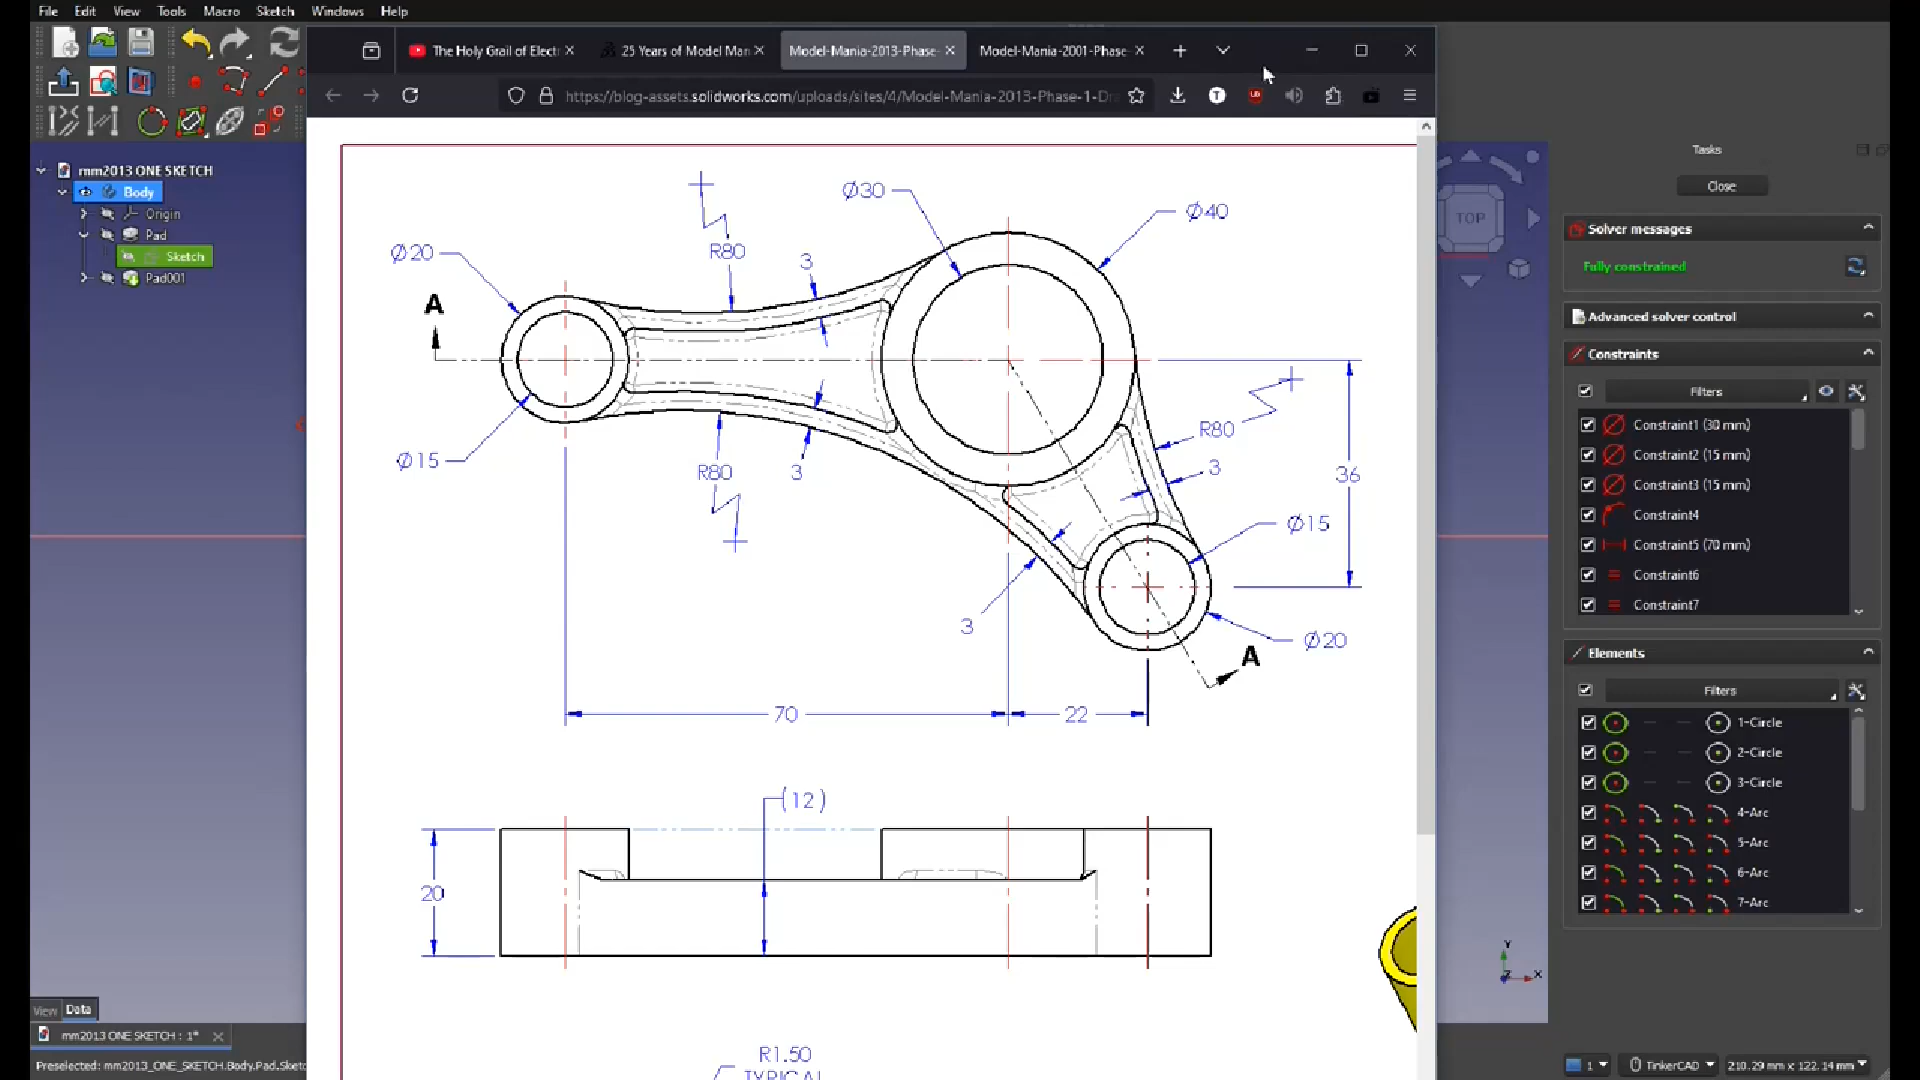 File Edit View Tools Macro Sketch Windows Help
The Holy Grail of Elect
25 Years of Model Man
Model-Mania-2013-Phase-
Model-Mania-2001-Phase-
https://blog-assets.solidworks.com/uploads/sites/4/Model-Mania-2013-Phase-1-Dra
mm2013 ONE SKETCH
Body
Origin
Pad
Sketch
Pad001
Ø30
Ø40
Ø20
R80
3
A
R80
36
3
Ø15
R80
3
Ø15
3
Ø20
A
70
22
(12)
20
R1.50
TYPICAL
TOP
Y
Z
X
Tasks
Close
Solver messages
Fully constrained
Advanced solver control
Constraints
Filters
Constraint1 (30 mm)
Constraint2 (15 mm)
Constraint3 (15 mm)
Constraint4
Constraint5 (70 mm)
Constraint6
Constraint7
Elements
Filters
1-Circle
2-Circle
3-Circle
4-Arc
5-Arc
6-Arc
7-Arc
View Data
mm2013 ONE SKETCH : 1*
Preselected: mm2013_ONE_SKETCH.Body.Pad.Sketc
1 TinkerCAD 210.29 mm x 122.14 mm